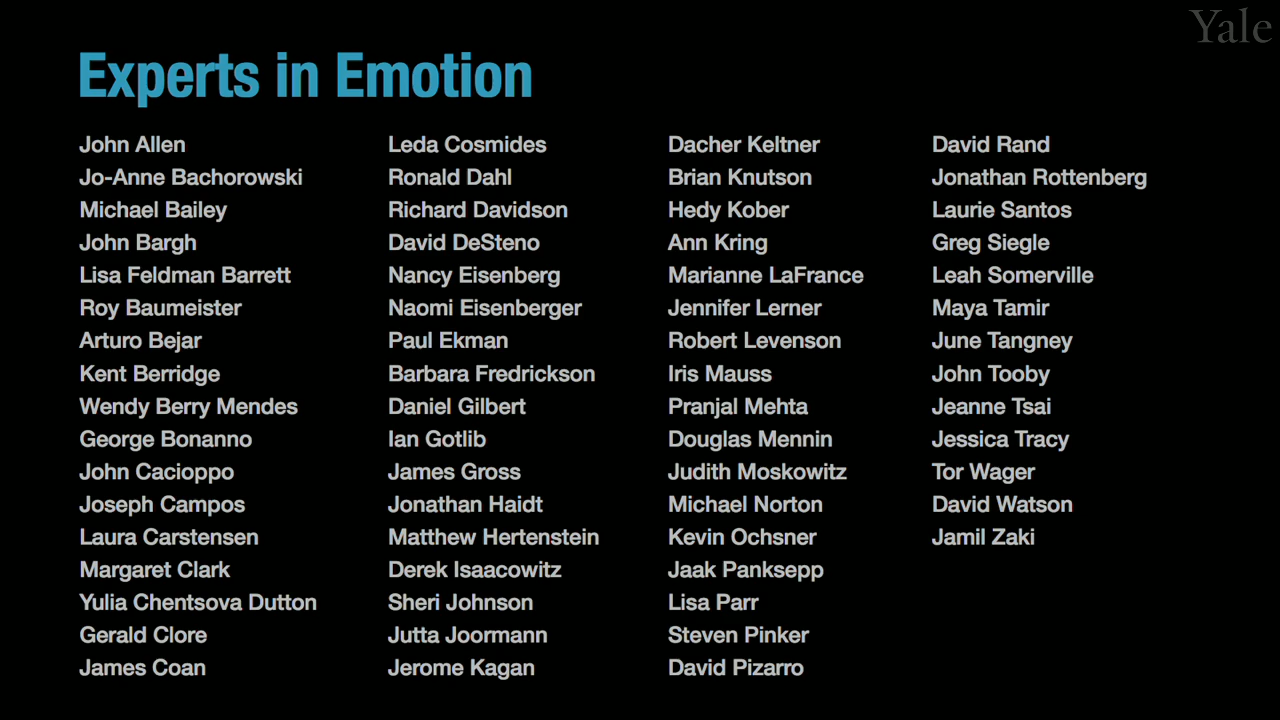 Yale
Experts in Emotion
John Allen
Jo-Anne Bachorowski
Michael Bailey
John Bargh
Lisa Feldman Barrett
Roy Baumeister
Arturo Bejar
Kent Berridge
Wendy Berry Mendes
George Bonanno
John Cacioppo
Joseph Campos
Laura Carstensen
Margaret Clark
Yulia Chentsova Dutton
Gerald Clore
James Coan
Leda Cosmides
Ronald Dahl
Richard Davidson
David DeSteno
Nancy Eisenberg
Naomi Eisenberger
Paul Ekman
Barbara Fredrickson
Daniel Gilbert
Ian Gotlib
James Gross
Jonathan Haidt
Matthew Hertenstein
Derek Isaacowitz
Sheri Johnson
Jutta Joormann
Jerome Kagan
Dacher Keltner
Brian Knutson
Hedy Kober
Ann Kring
Marianne LaFrance
Jennifer Lerner
Robert Levenson
Iris Mauss
Pranjal Mehta
Douglas Mennin
Judith Moskowitz
Michael Norton
Kevin Ochsner
Jaak Panksepp
Lisa Parr
Steven Pinker
David Pizarro
David Rand
Jonathan Rottenberg
Laurie Santos
Greg Siegle
Leah Somerville
Maya Tamir
June Tangney
John Tooby
Jeanne Tsai
Jessica Tracy
Tor Wager
David Watson
Jamil Zaki